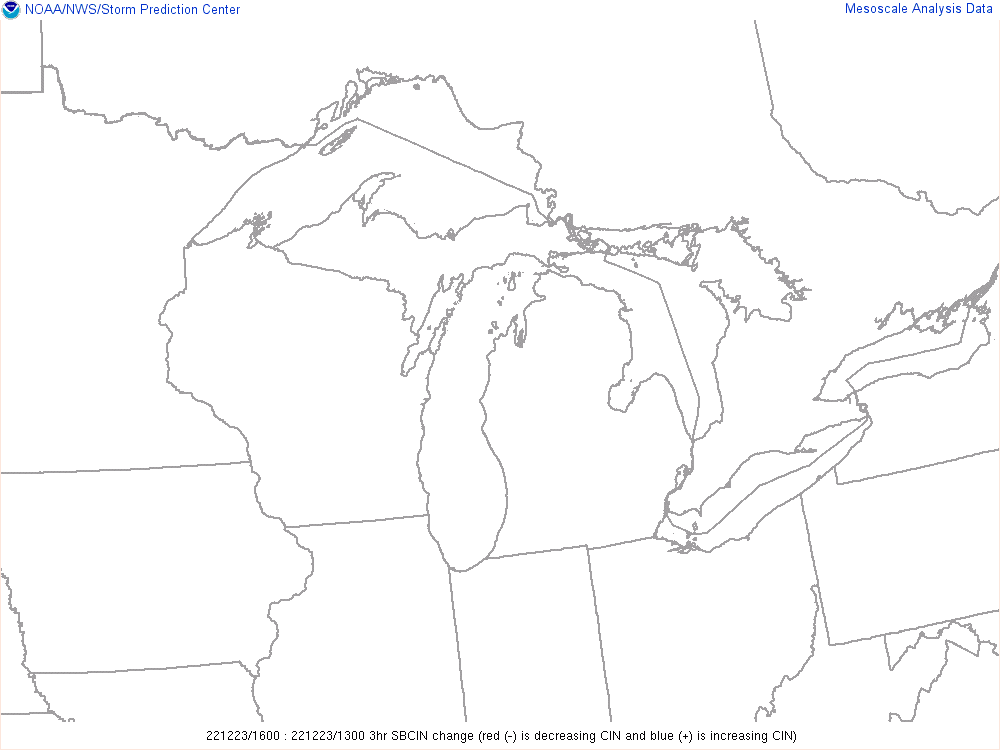 NOAA/NWS/Storm Prediction Center
Mesoscale Analysis Data
221223/1600 : 221223/1300 3hr SBCIN change (red (-) is decreasing CIN and blue (+) is increasing CIN)